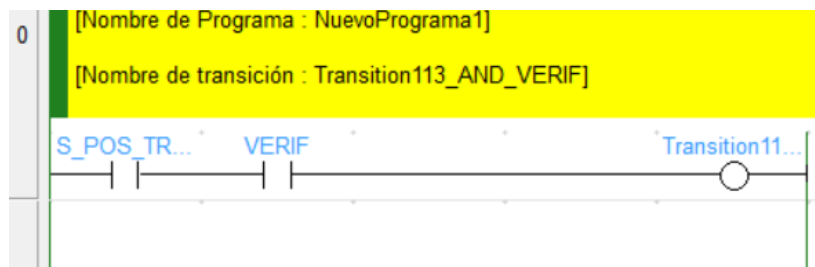 0
[Nombre de Programa : NuevoPrograma1]
[Nombre de transición : Transition113_AND_VERIF]
S_POS_TR... VERIF Transition11...